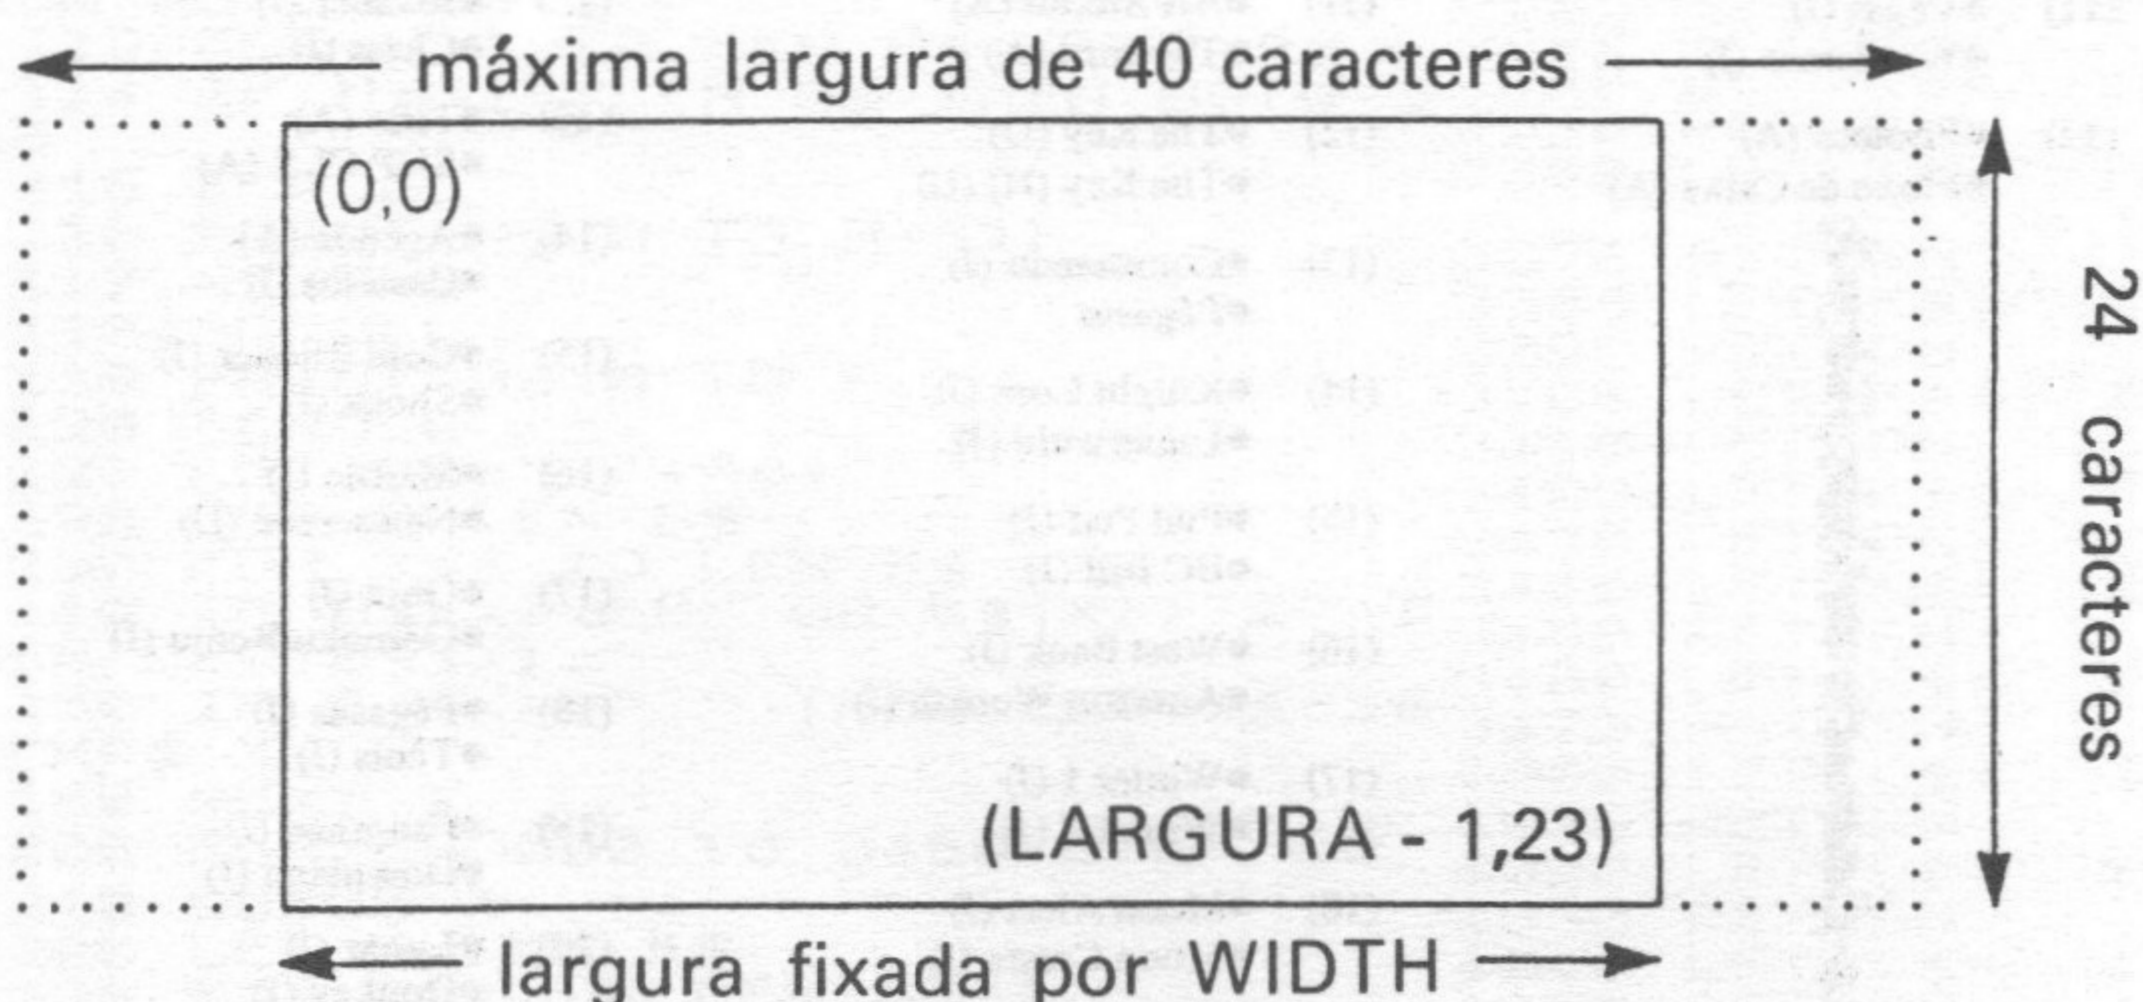 máxima largura de 40 caracteres
(0,0)
24 caracteres
(LARGURA - 1,23)
largura fixada por WIDTH